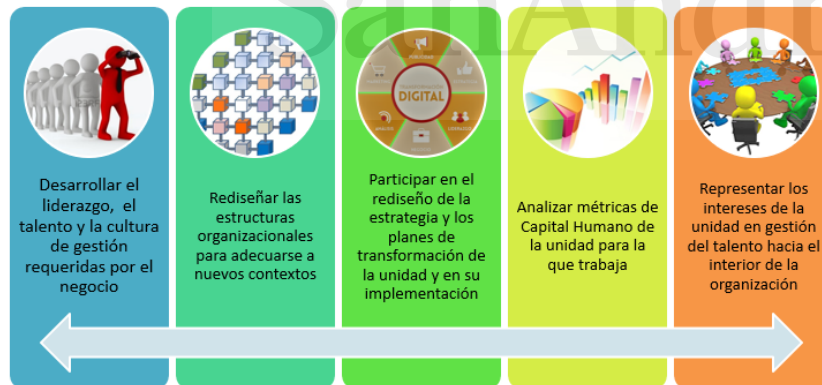 SanAndr
DIGITAL
ANÁLISIS
LIDERAZGO
Desarrollar el
liderazgo, el
talento y la cultura
de gestión
requeridas por el
negocio
Rediseñar las
estructuras
organizacionales
para adecuarse a
nuevos contextos
Participar en el
rediseño de la
estrategia y los
planes de
transformación de
la unidad y en su
implementación
Analizar métricas de
Capital Humano de
la unidad para la
que trabaja
Representar los
intereses de la
unidad en gestión
del talento hacia el
interior de la
organización